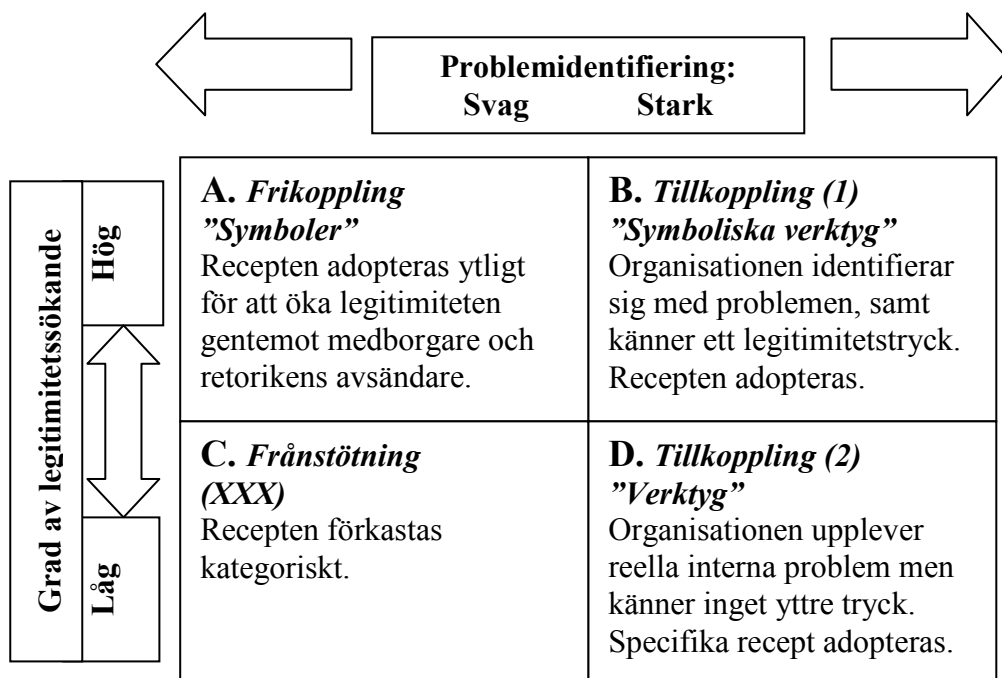 Problemidentifiering:
Svag Stark
Grad av legitimitetssökande
Hög
Låg
A. Frikoppling
”Symboler”
Recepten adopteras ytligt
för att öka legitimiteten
gentemot medborgare och
retorikens avsändare.
B. Tillkoppling (1)
”Symboliska verktyg”
Organisationen identifierar
sig med problemen, samt
känner ett legitimitetstryck.
Recepten adopteras.
C. Frånstötning
(XXX)
Recepten förkastas
kategoriskt.
D. Tillkoppling (2)
”Verktyg”
Organisationen upplever
reella interna problem men
känner inget yttre tryck.
Specifika recept adopteras.